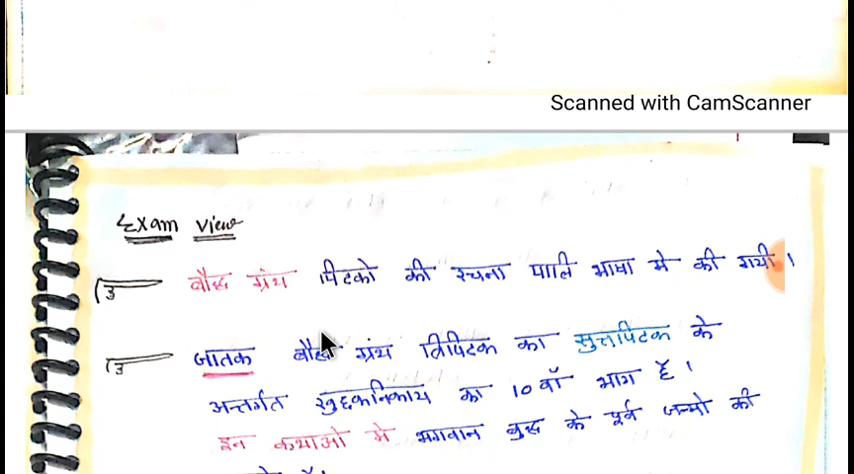 Scanned with CamScanner
Exam view
बौद्ध ग्रंथ पिटको की रचना पालि भाषा मे की गयी।
जातक बौद्ध ग्रंथ त्रिपिटक का सुत्तपिटक के
अन्तर्गत खुद्दकनिकाय का 10 वाँ भाग है।
इन कथाओ मे भगवान बुद्ध के पूर्व जन्मो की